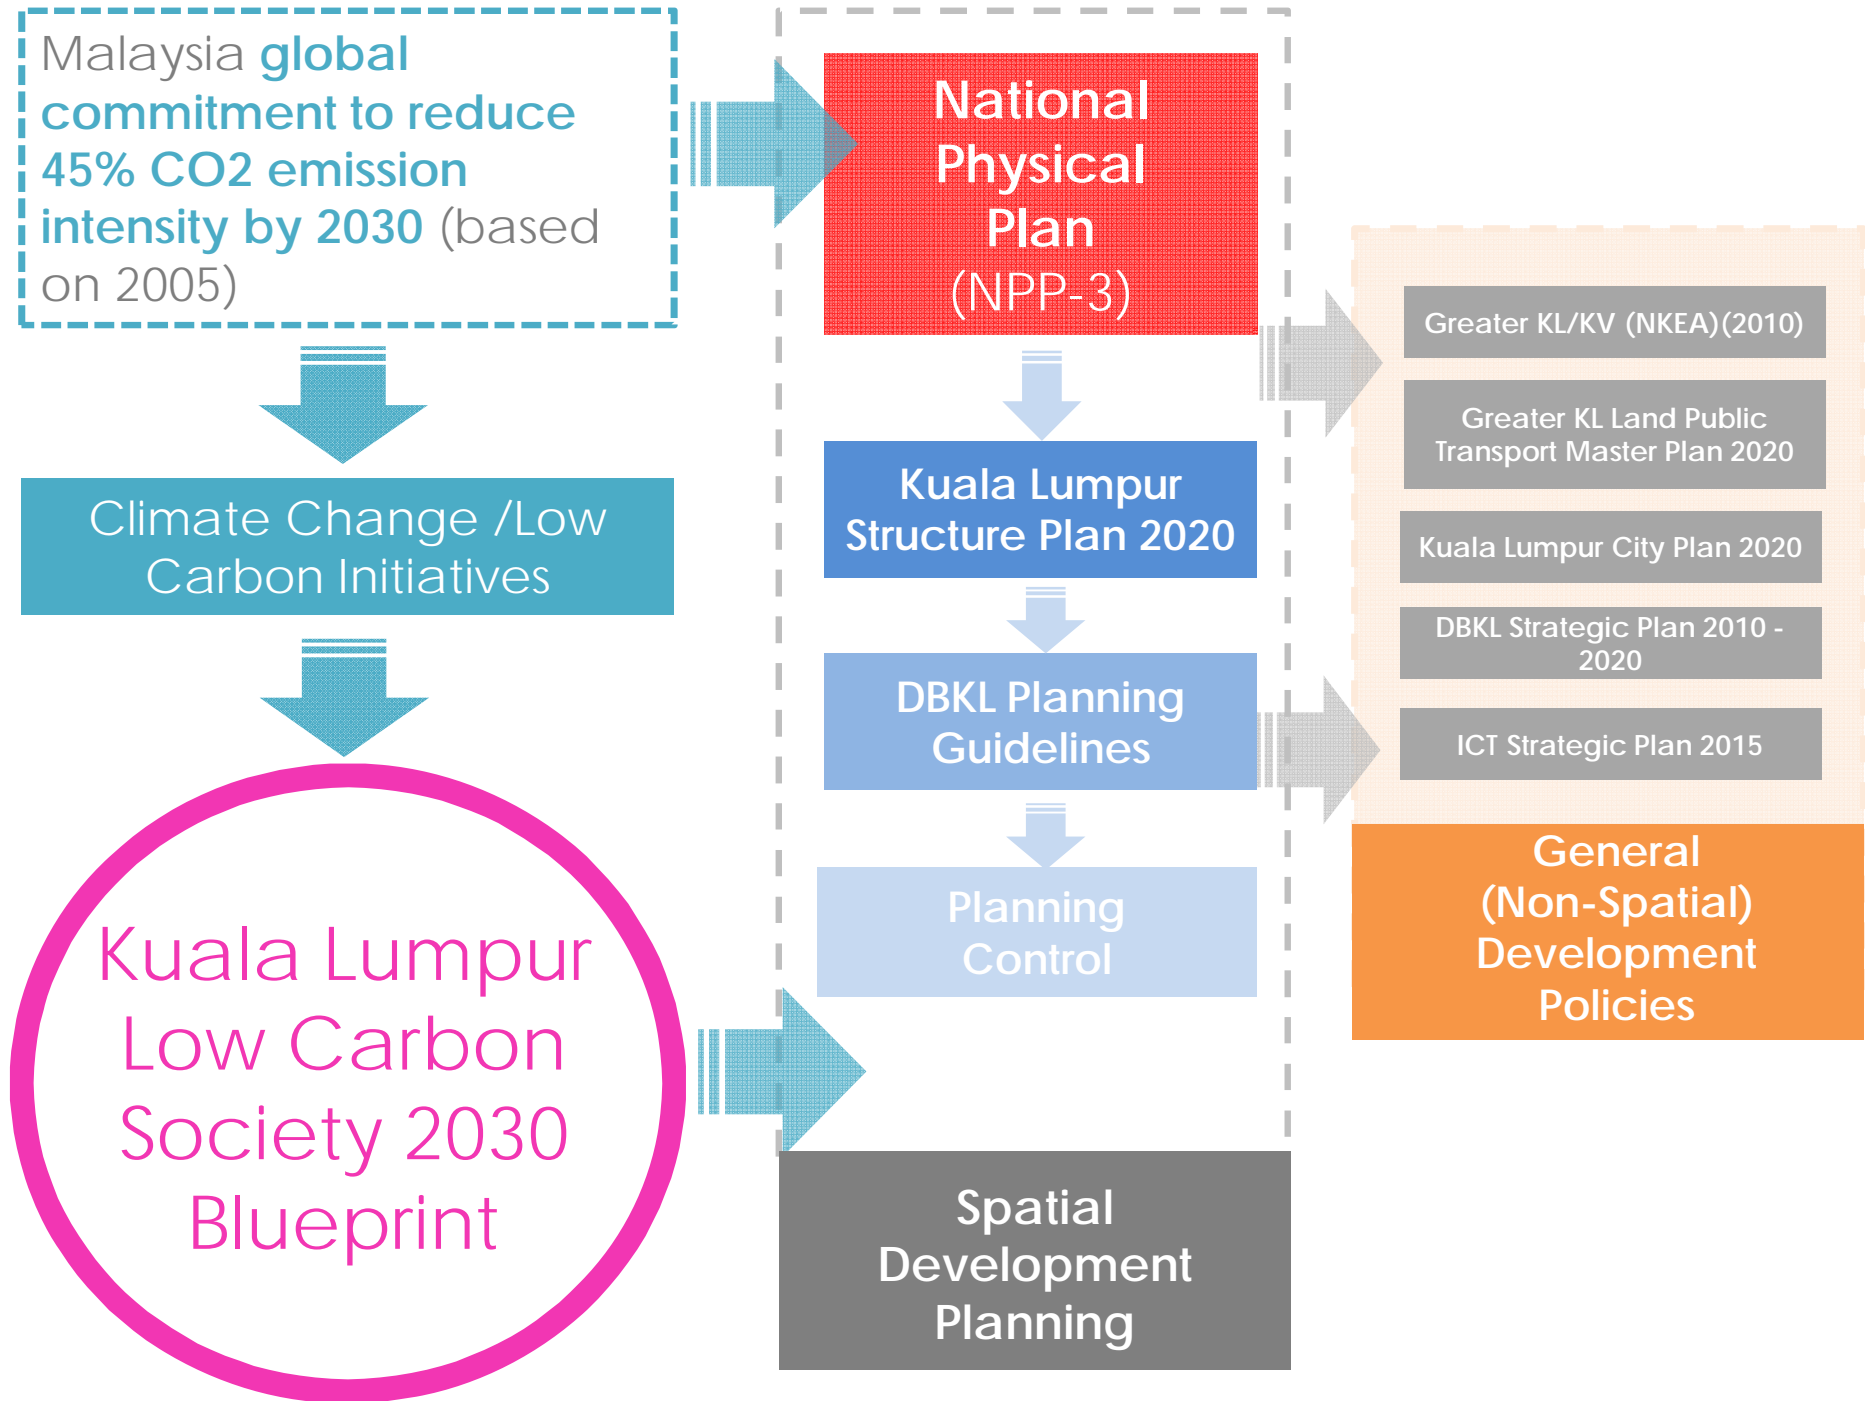 Malaysia global
commitment to reduce
45% CO2 emission
intensity by 2030 (based
on 2005)
Climate Change /Low
Carbon Initiatives
Kuala Lumpur
Low Carbon
Society 2030
Blueprint
National
Physical
Plan
(NPP-3)
Kuala Lumpur
Structure Plan 2020
DBKL Planning
Guidelines
Planning
Control
Spatial
Development
Planning
Greater KL/KV (NKEA)(2010)
Greater KL Land Public
Transport Master Plan 2020
Kuala Lumpur City Plan 2020
DBKL Strategic Plan 2010 -
2020
ICT Strategic Plan 2015
General
(Non-Spatial)
Development
Policies